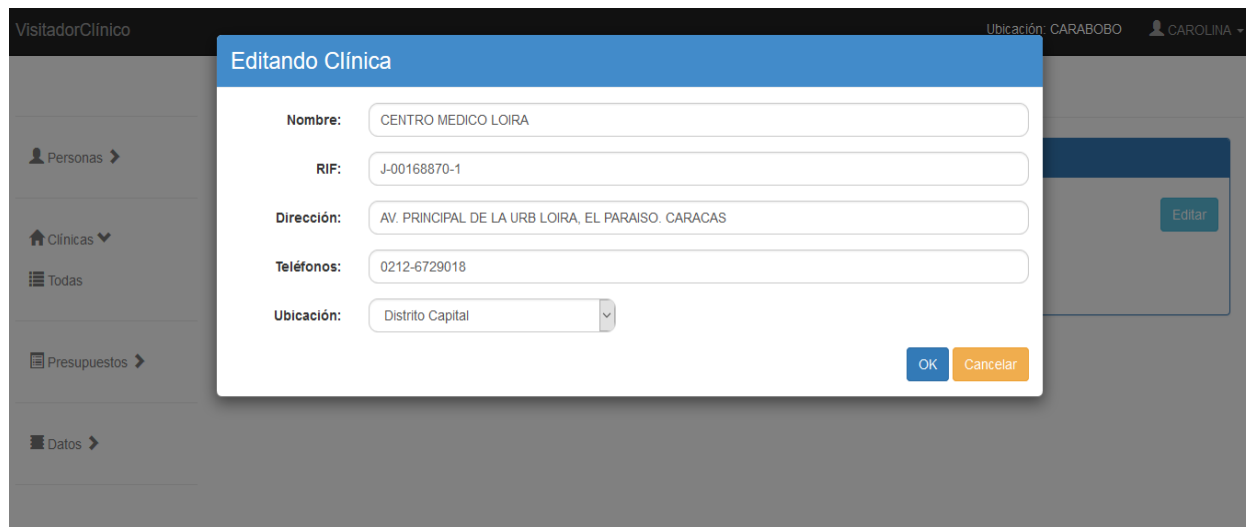 VisitadorClínico
Ubicación: CARABOBO
CAROLINA
Editando Clínica
Nombre: CENTRO MEDICO LOIRA
RIF: J-00168870-1
Dirección: AV. PRINCIPAL DE LA URB LOIRA, EL PARAISO. CARACAS
Teléfonos: 0212-6729018
Ubicación: Distrito Capital
OK Cancelar
Personas
Clínicas
Todas
Presupuestos
Datos
Editar